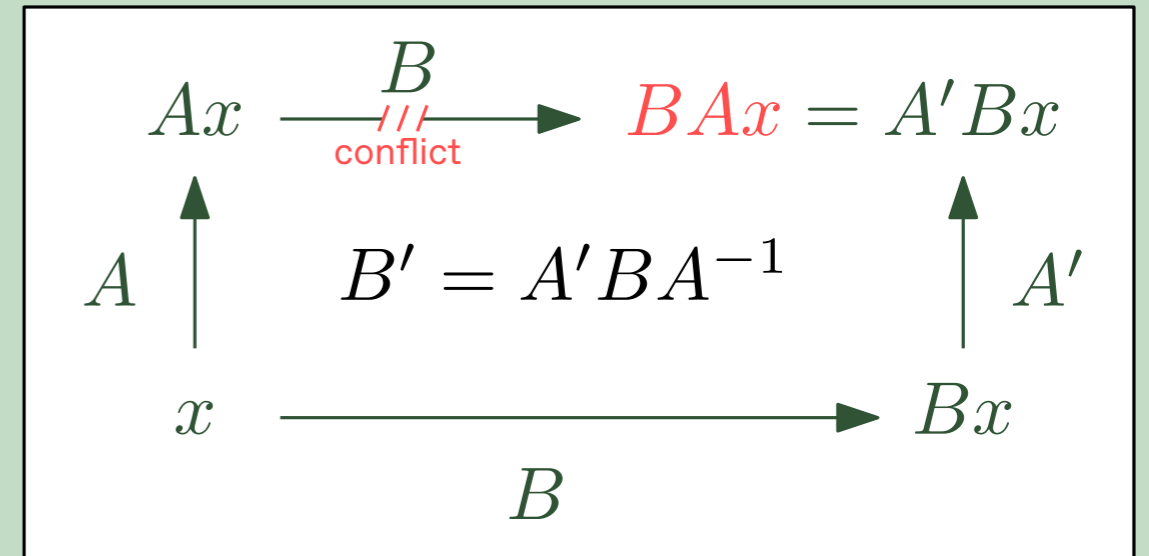 B
Ax BAx = A′Bx
conflict
A B′ = A′BA⁻¹ A′
x Bx
B